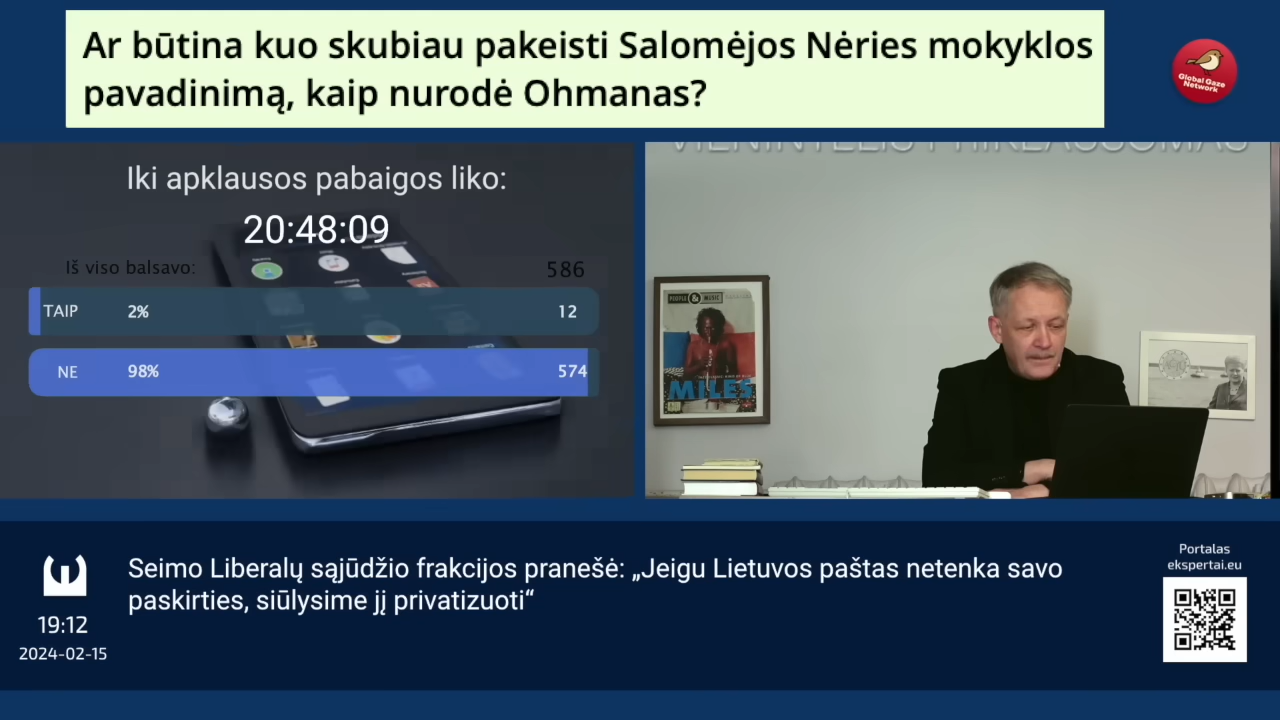 Ar būtina kuo skubiau pakeisti Salomėjos Nėries mokyklos
pavadinimą, kaip nurodė Ohmanas?
Global Gaze
Network
Iki apklausos pabaigos liko:
20:48:09
Iš viso balsavo: 586
TAIP 2% 12
NE 98% 574
PEOPLE & MUSIC
MILES
Seimo Liberalų sąjūdžio frakcijos pranešė: „Jeigu Lietuvos paštas netenka savo
paskirties, siūlysime jį privatizuoti“
19:12
2024-02-15
Portalas
ekspertai.eu